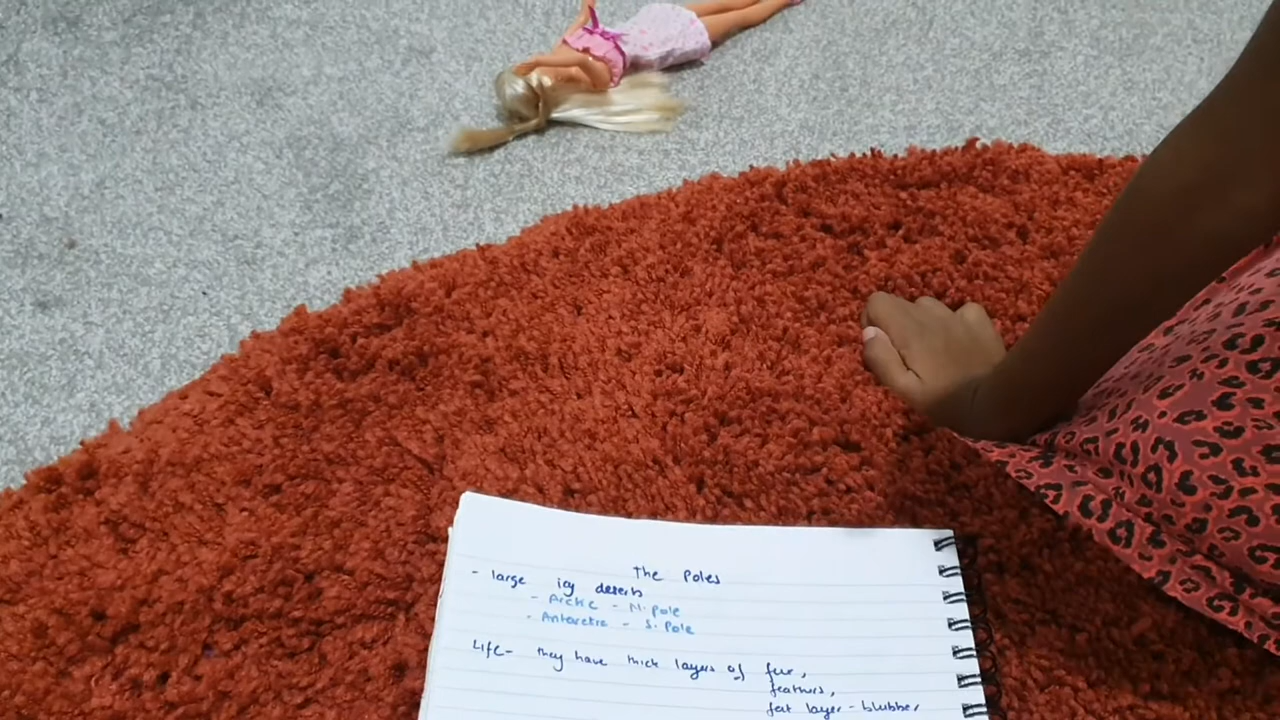 The Poles
- large icy deserts
- Arctic - N. pole
- Antarctic - S. Pole
Life - they have thick layers of fur,
feathers,
fat layer - blubber